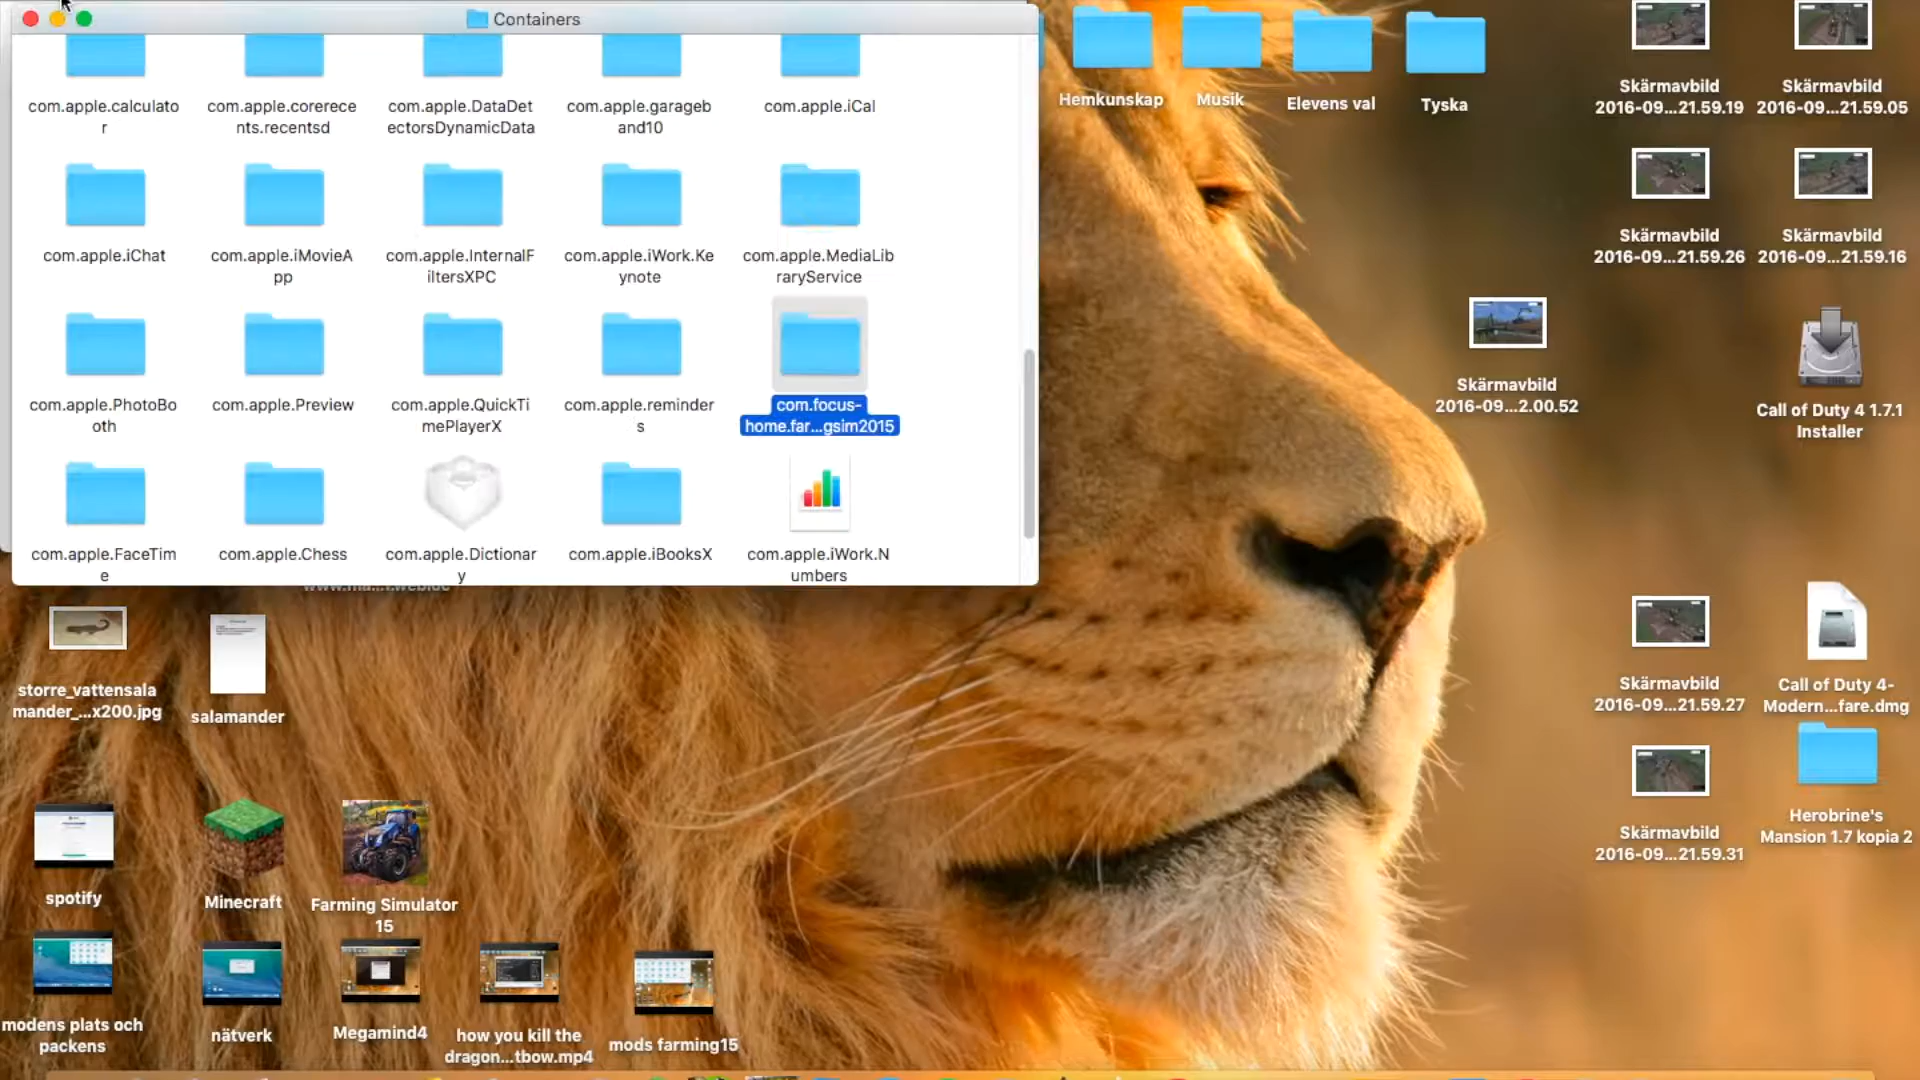 Containers
com.apple.calculato
r
com.apple.corerece
nts.recentsd
com.apple.DataDet
ectorsDynamicData
com.apple.garageb
and10
com.apple.iCal
com.apple.iChat
com.apple.iMovieA
pp
com.apple.InternalF
iltersXPC
com.apple.iWork.Ke
ynote
com.apple.MediaLib
raryService
com.apple.PhotoBo
oth
com.apple.Preview
com.apple.QuickTi
mePlayerX
com.apple.reminder
s
com.focus-
home.far...gsim2015
com.apple.FaceTim
e
com.apple.Chess
com.apple.Dictionar
y
com.apple.iBooksX
com.apple.iWork.N
umbers
Hemkunskap
Musik
Elevens val
Tyska
Skärmavbild
2016-09...21.59.19
Skärmavbild
2016-09...21.59.05
Skärmavbild
2016-09...21.59.26
Skärmavbild
2016-09...21.59.16
Skärmavbild
2016-09...2.00.52
Call of Duty 4 1.7.1
Installer
Skärmavbild
2016-09...21.59.27
Call of Duty 4-
Modern...fare.dmg
Skärmavbild
2016-09...21.59.31
Herobrine's
Mansion 1.7 kopia 2
storre_vattensala
mander_...x200.jpg
salamander
spotify
Minecraft
Farming Simulator
15
modens plats och
packens
nätverk
Megamind4
how you kill the
dragon...tbow.mp4
mods farming15